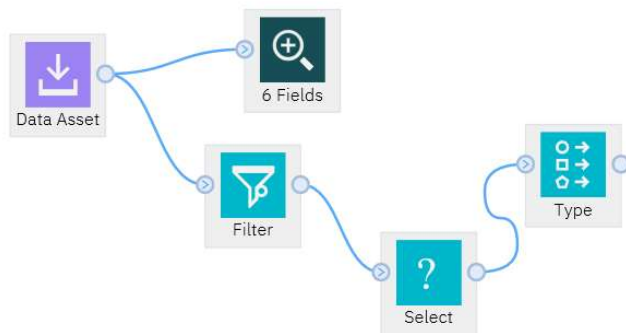 Data Asset
6 Fields
Filter
Type
?
Select